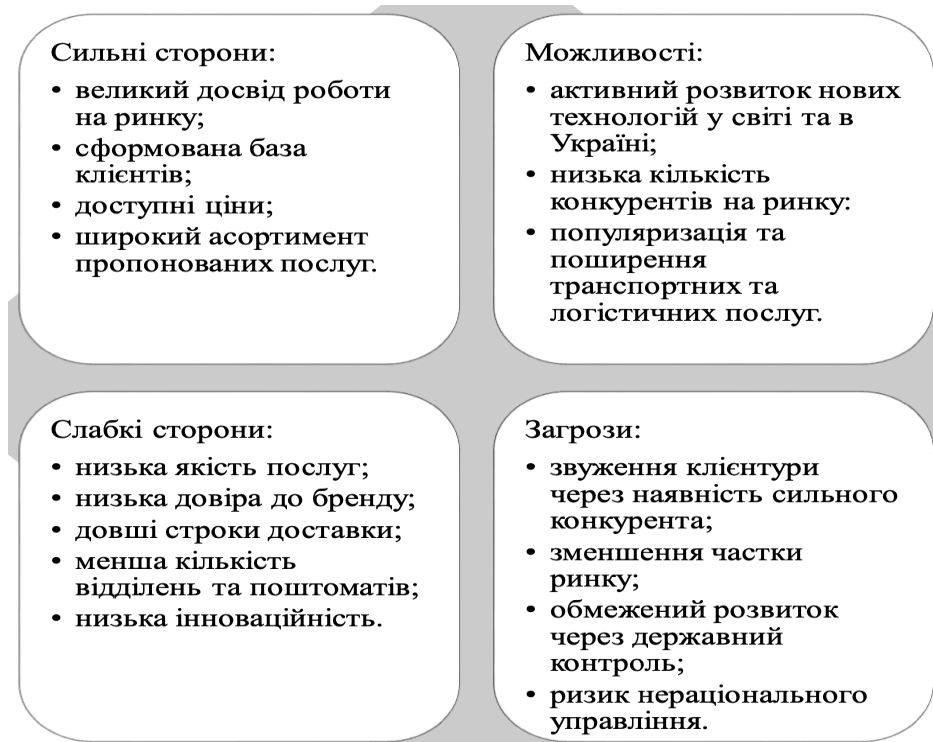 Сильні сторони:
• великий досвід роботи
на ринку;
• сформована база
клієнтів;
• доступні ціни;
• широкий асортимент
пропонованих послуг.
Можливості:
• активний розвиток нових
технологій у світі та в
Україні;
• низька кількість
конкурентів на ринку:
• популяризація та
поширення
транспортних та
логістичних послуг.
Слабкі сторони:
• низька якість послуг;
• низька довіра до бренду;
• довші строки доставки;
• менша кількість
відділень та поштоматів;
• низька інноваційність.
Загрози:
• звуження клієнтури
через наявність сильного
конкурента;
• зменшення частки
ринку;
• обмежений розвиток
через державний
контроль;
• ризик нераціонального
управління.